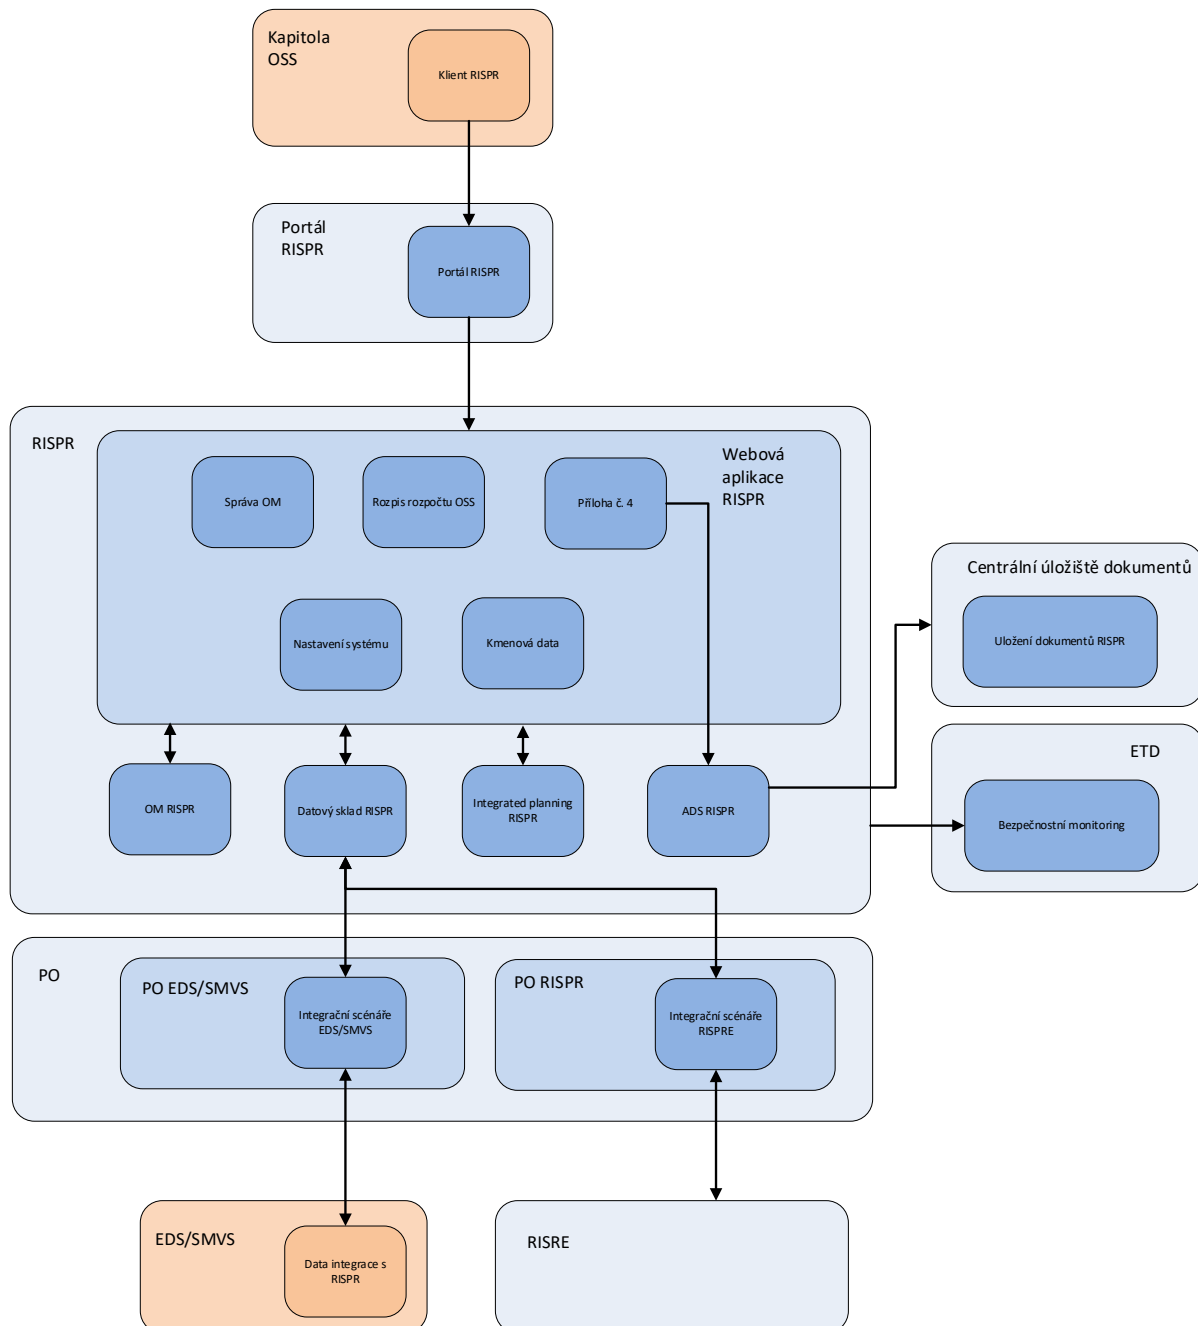 Kapitola
OSS
Klient RISPR
Portál
RISPR
Portál RISPR
RISPR
Webová
aplikace
RISPR
Správa OM
Rozpis rozpočtu OSS
Příloha č. 4
Nastavení systému
Kmenová data
Centrální úložiště dokumentů
Uložení dokumentů RISPR
ETD
Bezpečnostní monitoring
OM RISPR
Datový sklad RISPR
Integrated planning
RISPR
ADS RISPR
PO
PO EDS/SMVS
Integrační scénáře
EDS/SMVS
PO RISPR
Integrační scénáře
RISPRE
EDS/SMVS
Data integrace s
RISPR
RISRE